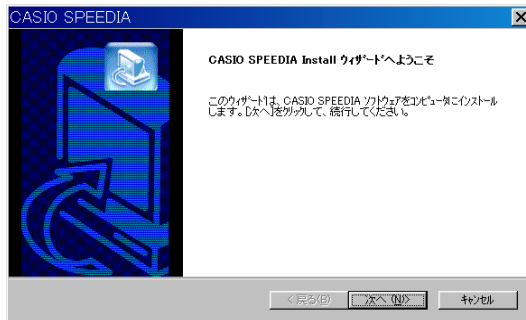 CASIO SPEEDIA
CASIO SPEEDIA Install ウィザードへようこそ
このウィザードは、CASIO SPEEDIA ソフトウェアをコンピュータにインストール
します。[次へ]をクリックして、続行してください。
< 戻る(B)
次へ (N)>
キャンセル